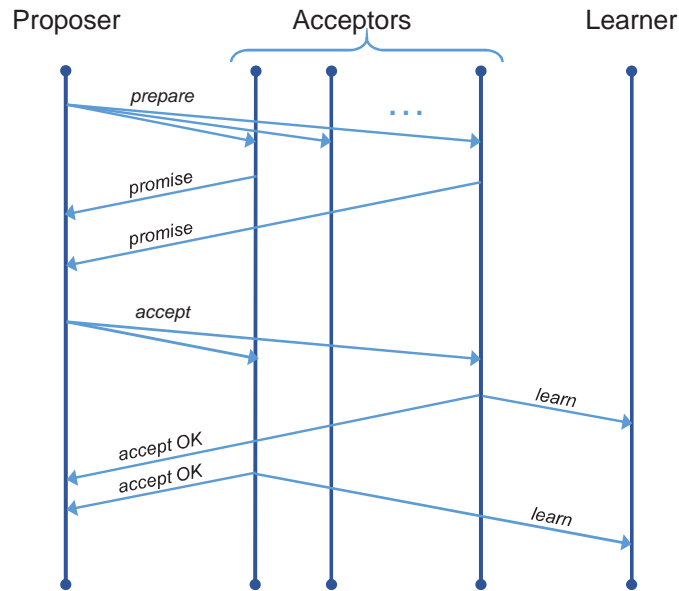 Proposer
Acceptors
Learner
prepare
...
promise
promise
accept
learn
accept OK
accept OK
learn